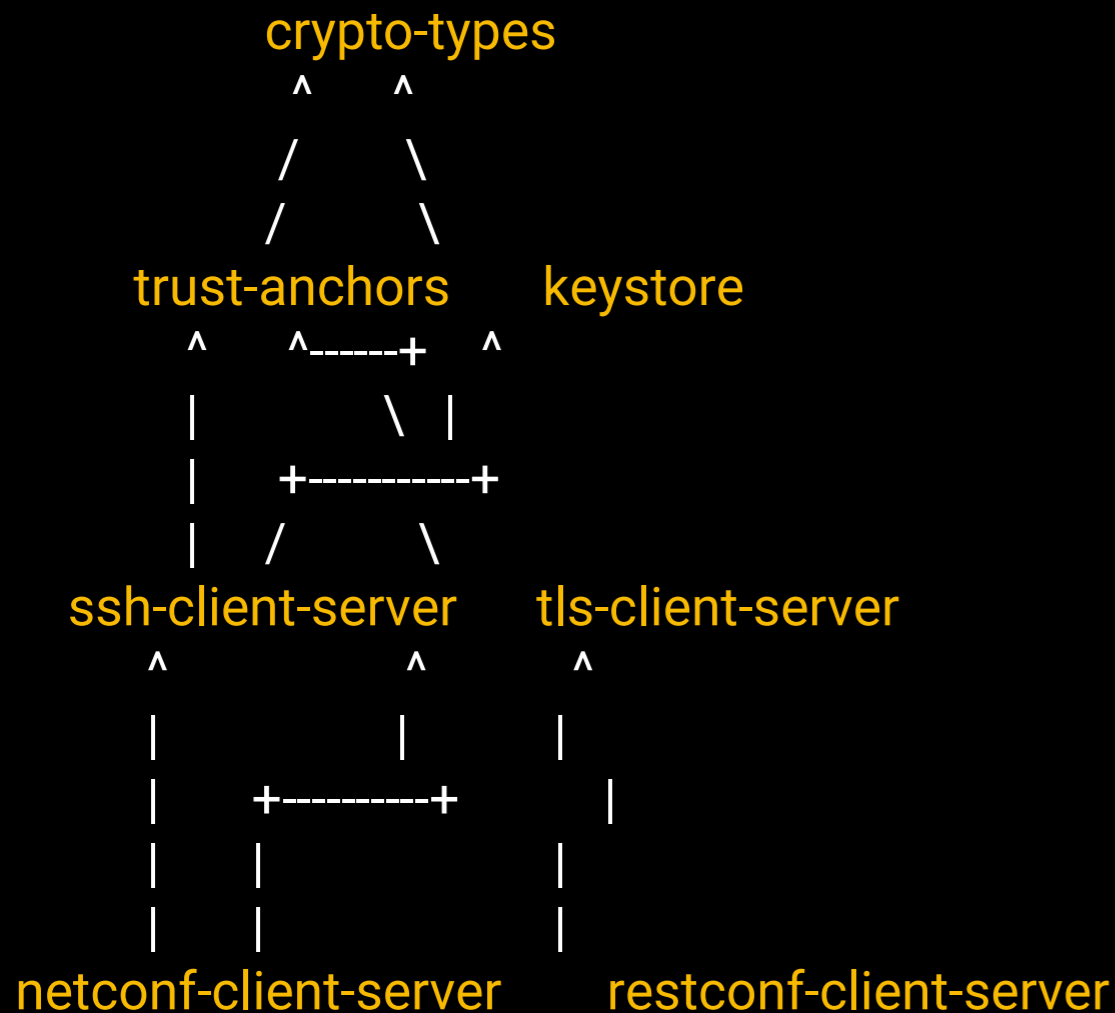 crypto-types
^ ^
/ \
/ \
trust-anchors keystore
^ ^------+ ^
| \ |
| +-----------+
| / \
ssh-client-server tls-client-server
^ ^ ^
| | |
| +----------+ |
| | |
| | |
netconf-client-server restconf-client-server